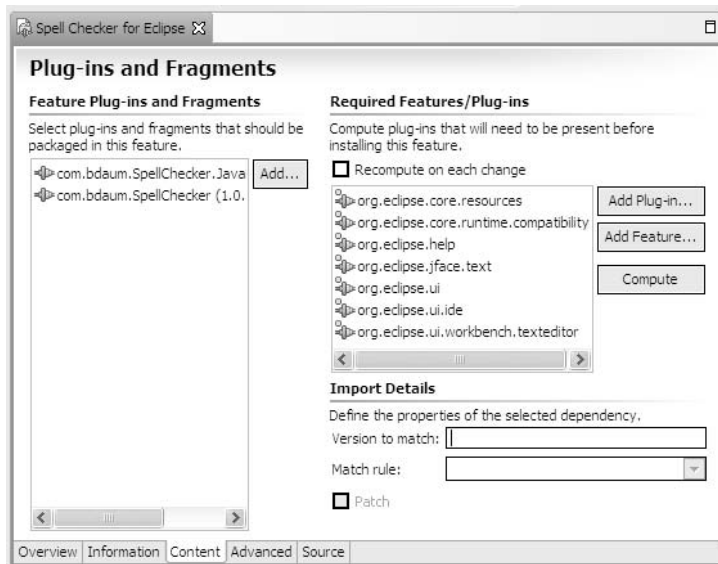 Spell Checker for Eclipse
Plug-ins and Fragments
Feature Plug-ins and Fragments
Select plug-ins and fragments that should be
packaged in this feature.
com.bdaum.SpellChecker.Java
com.bdaum.SpellChecker (1.0.
Add...
Required Features/Plug-ins
Compute plug-ins that will need to be present before
installing this feature.
Recompute on each change
org.eclipse.core.resources
org.eclipse.core.runtime.compatibility
org.eclipse.help
org.eclipse.jface.text
org.eclipse.ui
org.eclipse.ui.ide
org.eclipse.ui.workbench.texteditor
Add Plug-in...
Add Feature...
Compute
Import Details
Define the properties of the selected dependency.
Version to match:
Match rule:
Patch
Overview Information Content Advanced Source